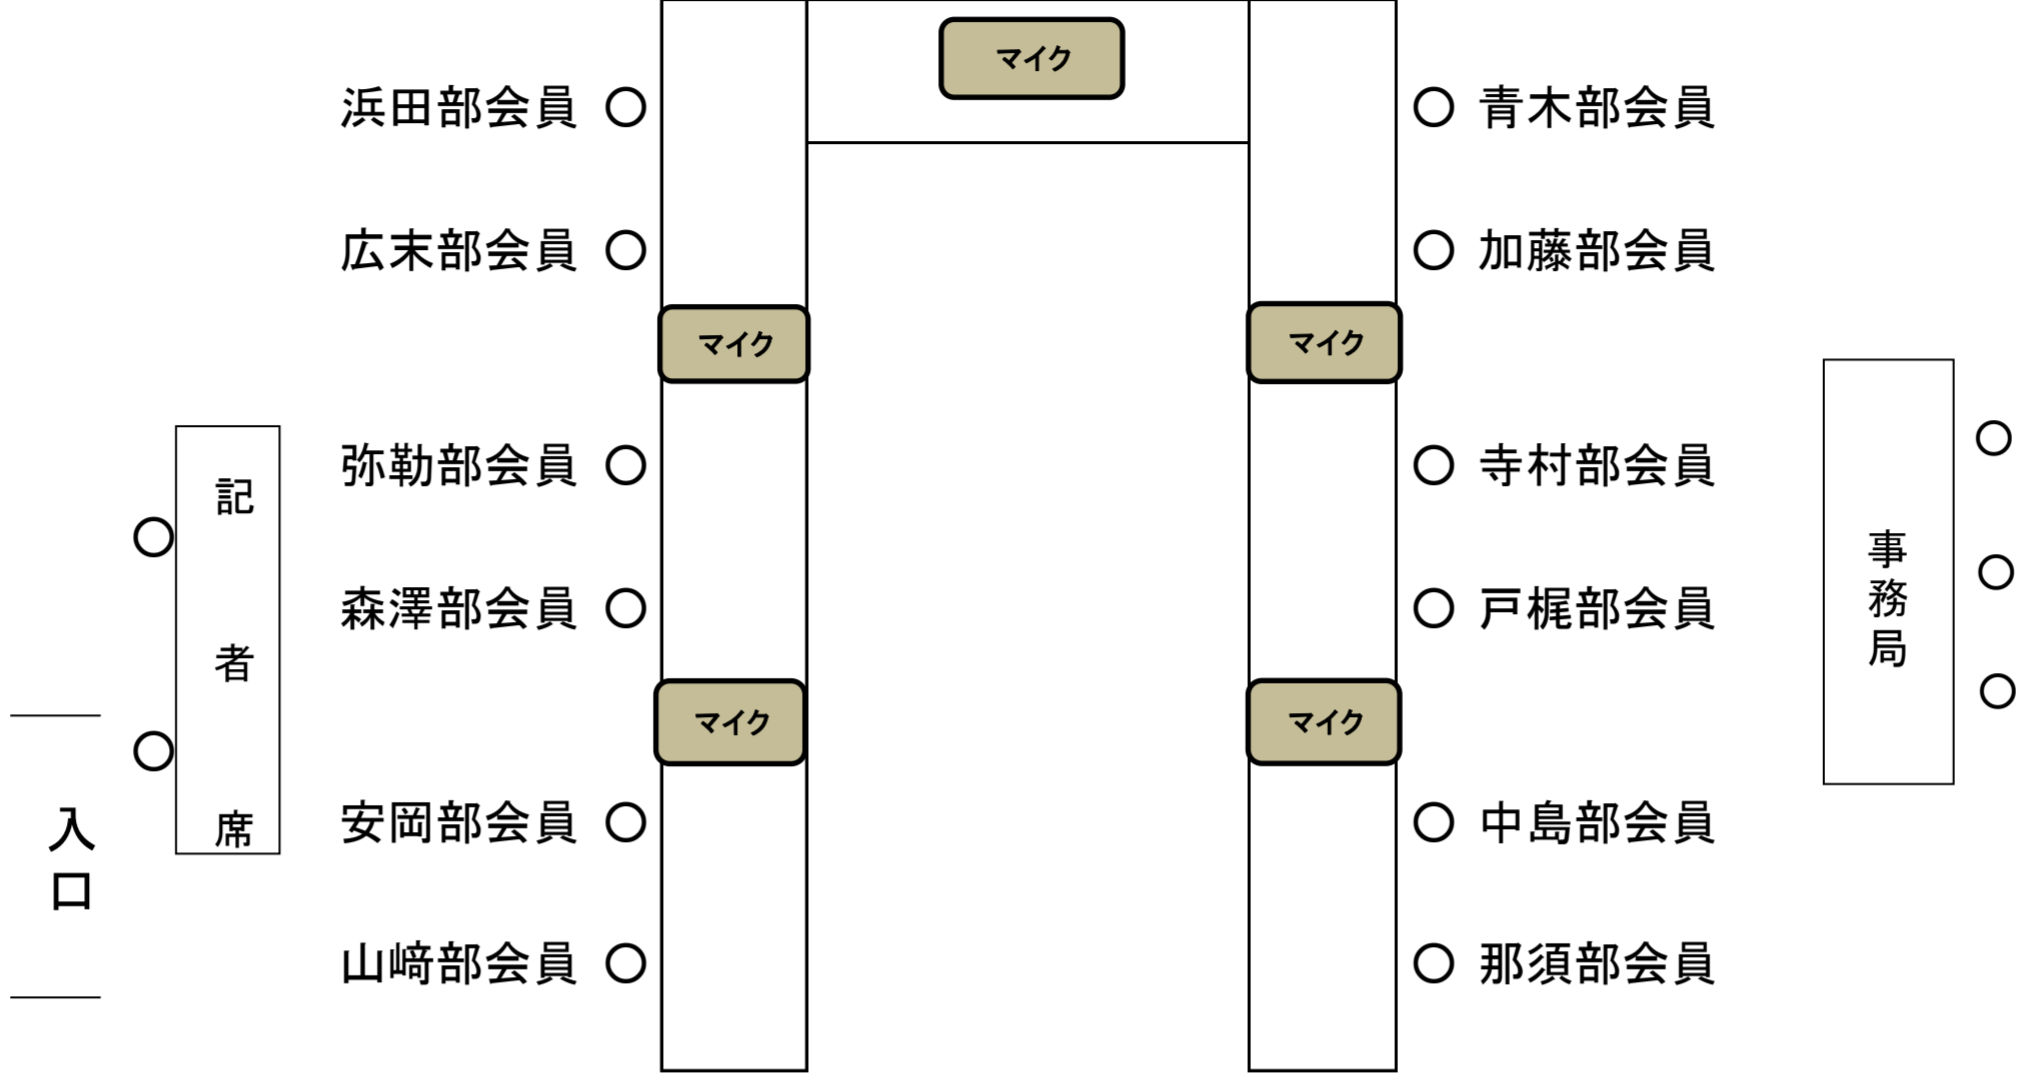 マイク
浜田部会員
青木部会員
広末部会員
加藤部会員
マイク
マイク
弥勒部会員
寺村部会員
記者席
事務局
森澤部会員
戸梶部会員
マイク
マイク
入口
安岡部会員
中島部会員
山﨑部会員
那須部会員